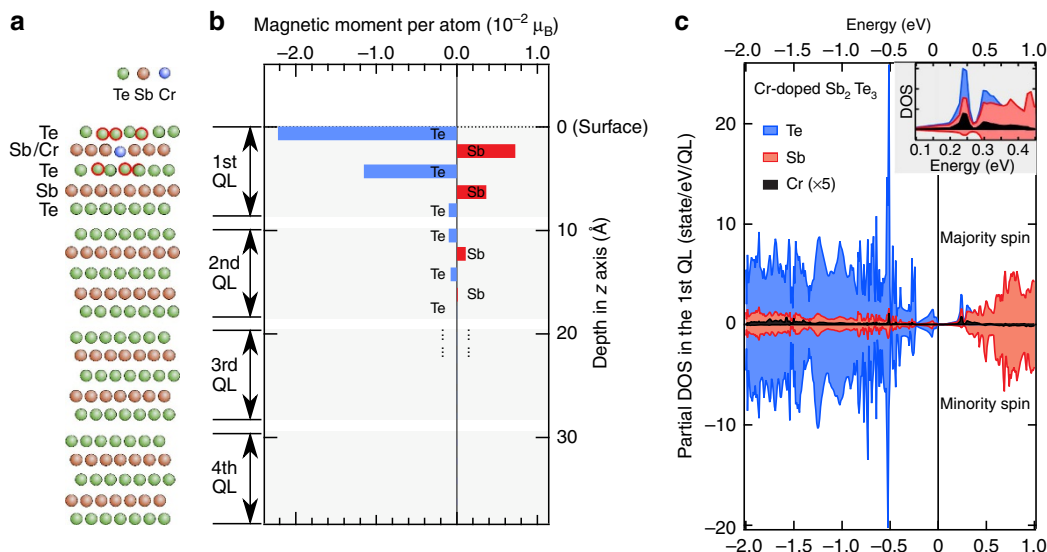 a
Te Sb Cr
Te
Sb/Cr
Te
Sb
Te
b
Magnetic moment per atom (10⁻² μB)
−2.0 −1.0 0.0 1.0
1st
QL
2nd
QL
3rd
QL
4th
QL
Te
Sb
Te
Sb
Te
Te
Sb
Te
Sb
Te
0 (Surface)
10
20
30
Depth in z axis (Å)
c
Energy (eV)
−2.0 −1.5 −1.0 −0.5 0 0.5 1.0
Cr-doped Sb₂ Te₃
Te
Sb
Cr (×5)
DOS
0.1 0.2 0.3 0.4
Energy (eV)
Majority spin
Minority spin
20
10
0
−10
−20
Partial DOS in the 1st QL (state/eV/QL)
−2.0 −1.5 −1.0 −0.5 0 0.5 1.0